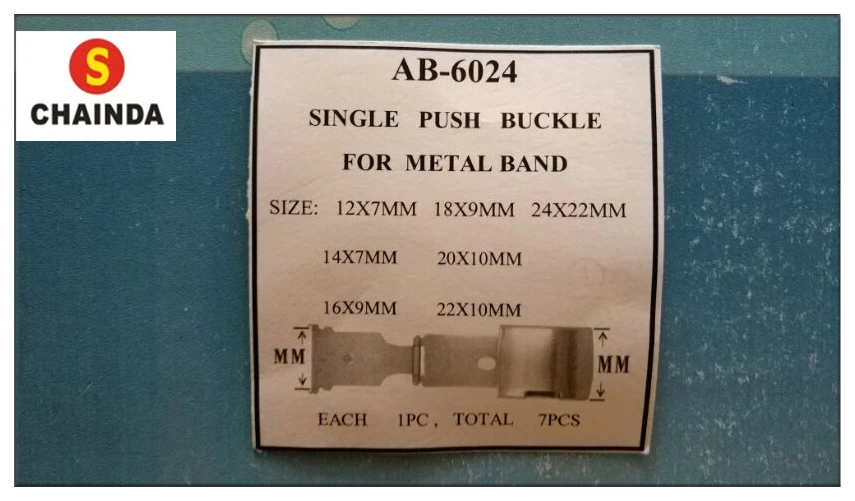 S
CHAINDA
AB-6024
SINGLE PUSH BUCKLE
FOR METAL BAND
SIZE: 12X7MM 18X9MM 24X22MM
14X7MM 20X10MM
16X9MM 22X10MM
MM MM
EACH 1PC, TOTAL 7PCS